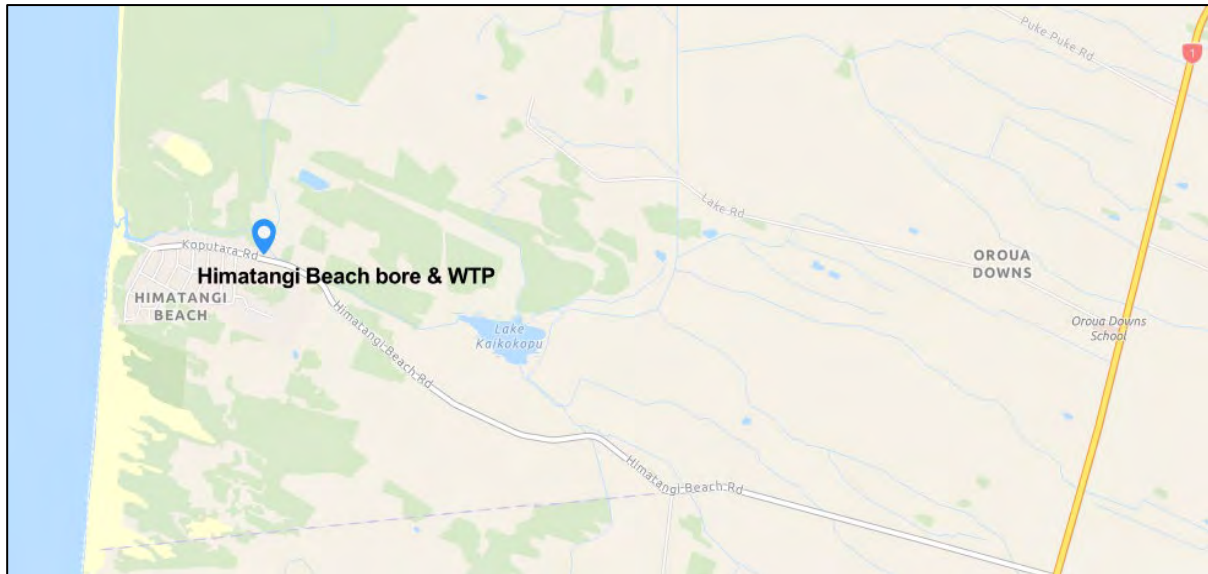 Puke Puke Rd
1
Lake Rd
Koputara Rd
Himatangi Beach bore & WTP
OROUA
DOWNS
HIMATANGI
BEACH
Lake
Kaikokopu
Oroua Downs
School
Himatangi Beach Rd
Himatangi Beach Rd